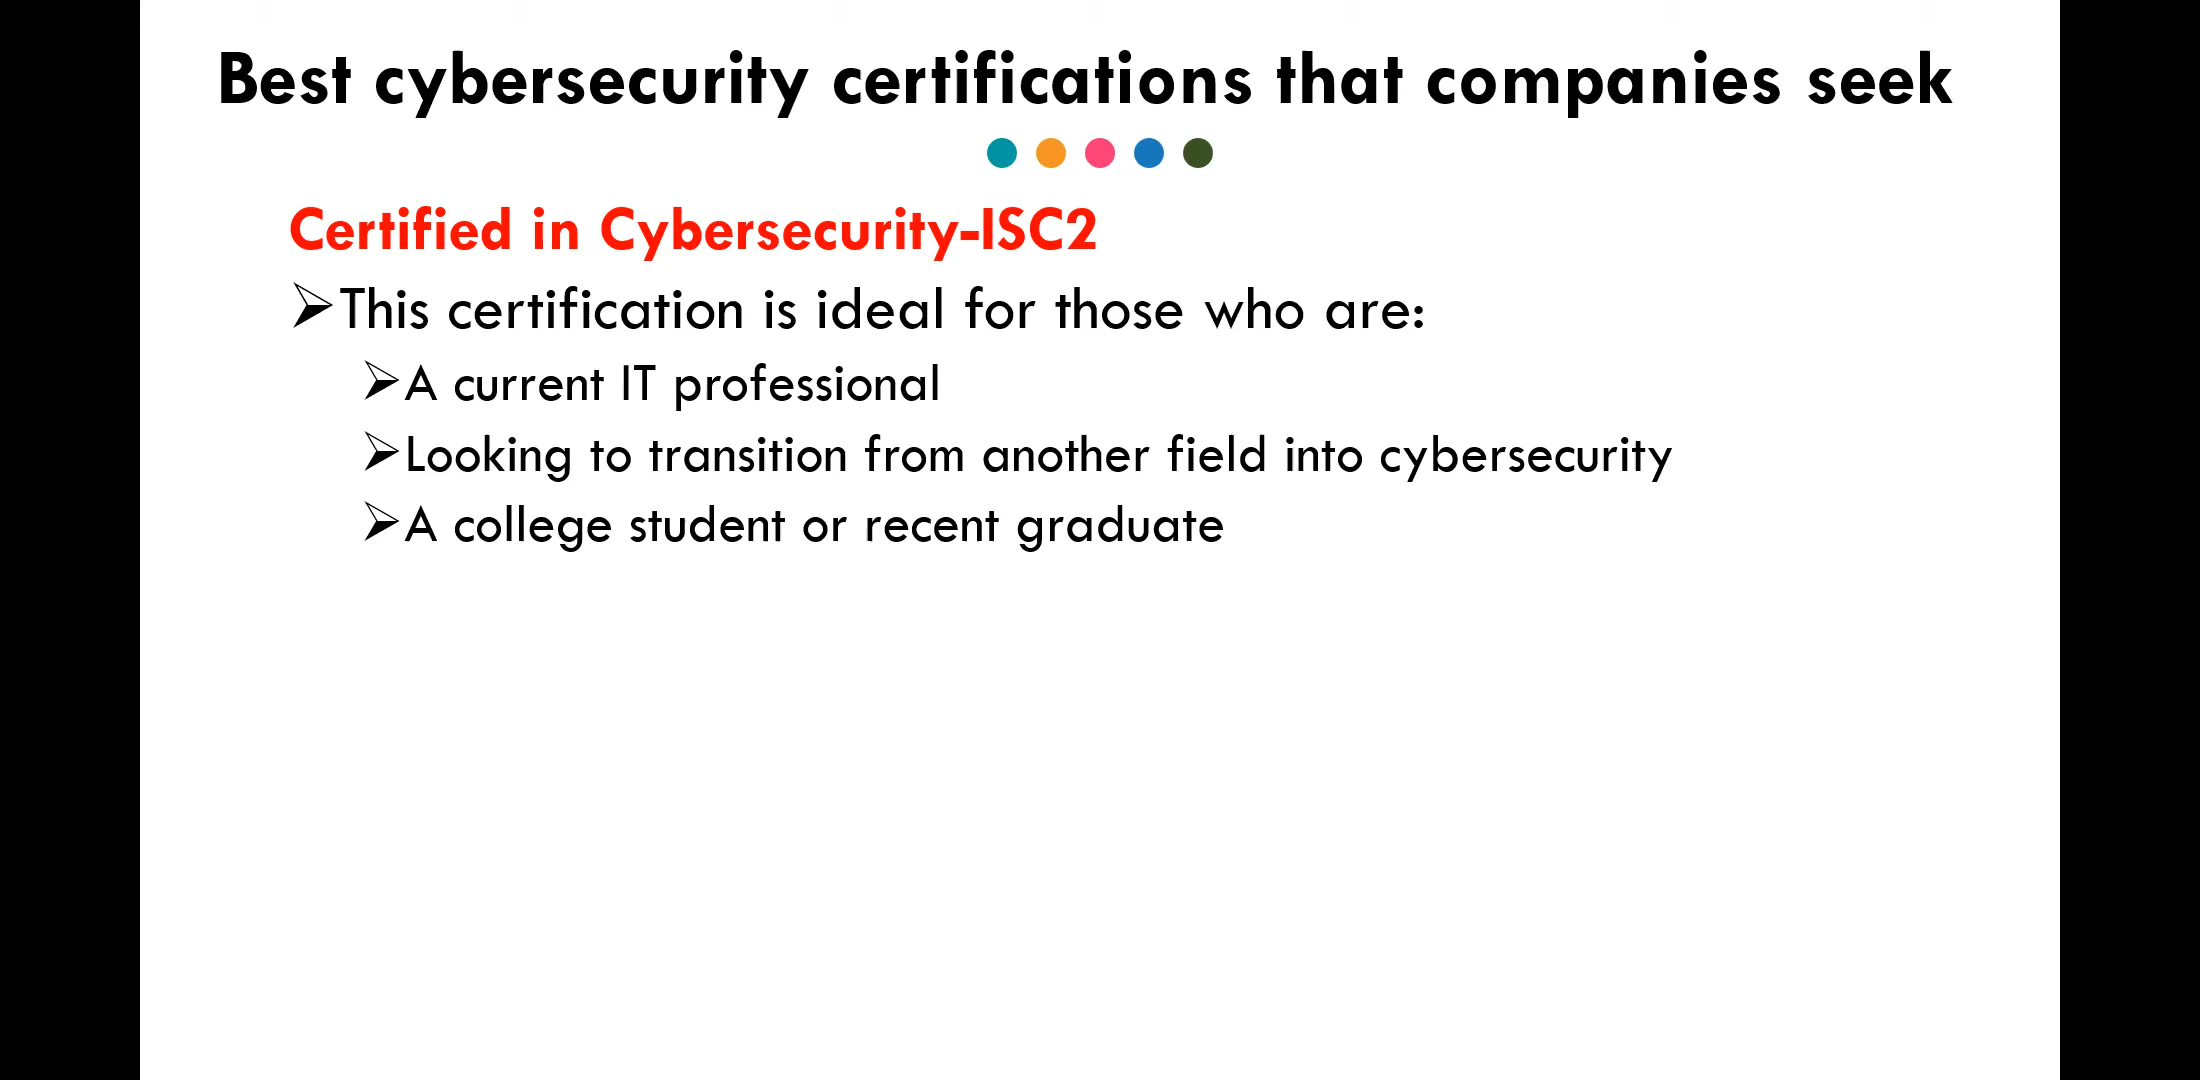 Best cybersecurity certifications that companies seek
Certified in Cybersecurity-ISC2
➢This certification is ideal for those who are:
➢A current IT professional
➢Looking to transition from another field into cybersecurity
➢A college student or recent graduate